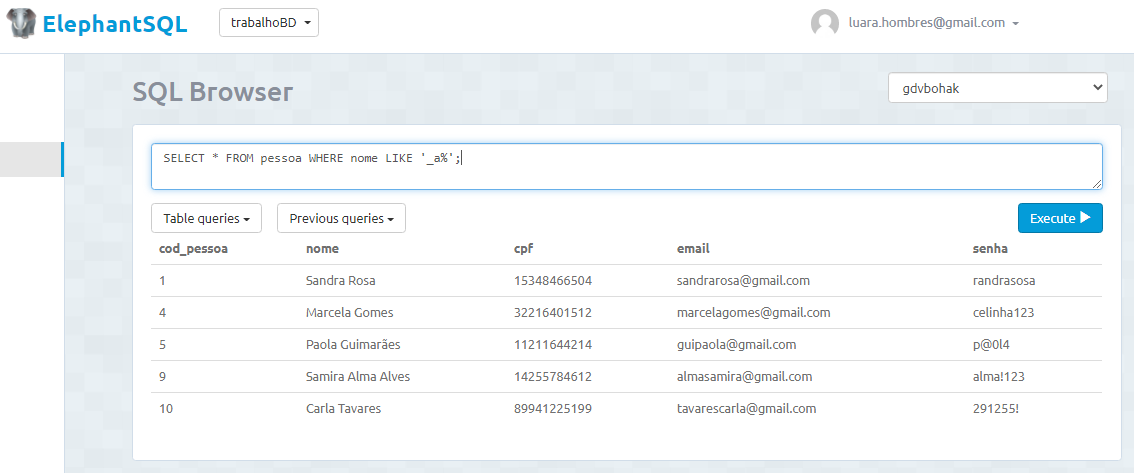 ElephantSQL trabalhoBD luara.hombres@gmail.com
SQL Browser gdvbohak
SELECT * FROM pessoa WHERE nome LIKE '_a%';
Table queries Previous queries Execute
cod_pessoa nome cpf email senha
1 Sandra Rosa 15348466504 sandrarosa@gmail.com randrasosa
4 Marcela Gomes 32216401512 marcelagomes@gmail.com celinha123
5 Paola Guimarães 11211644214 guipaola@gmail.com p@0l4
9 Samira Alma Alves 14255784612 almasamira@gmail.com alma!123
10 Carla Tavares 89941225199 tavarescarla@gmail.com 291255!